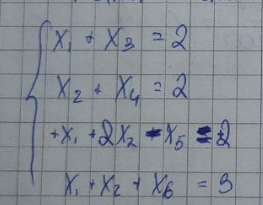 x₁ + x₃ = 2
x₂ + x₄ = 2
+x₁ + 2x₂ - x₅ = 2
x₁ + x₂ + x₆ = 3